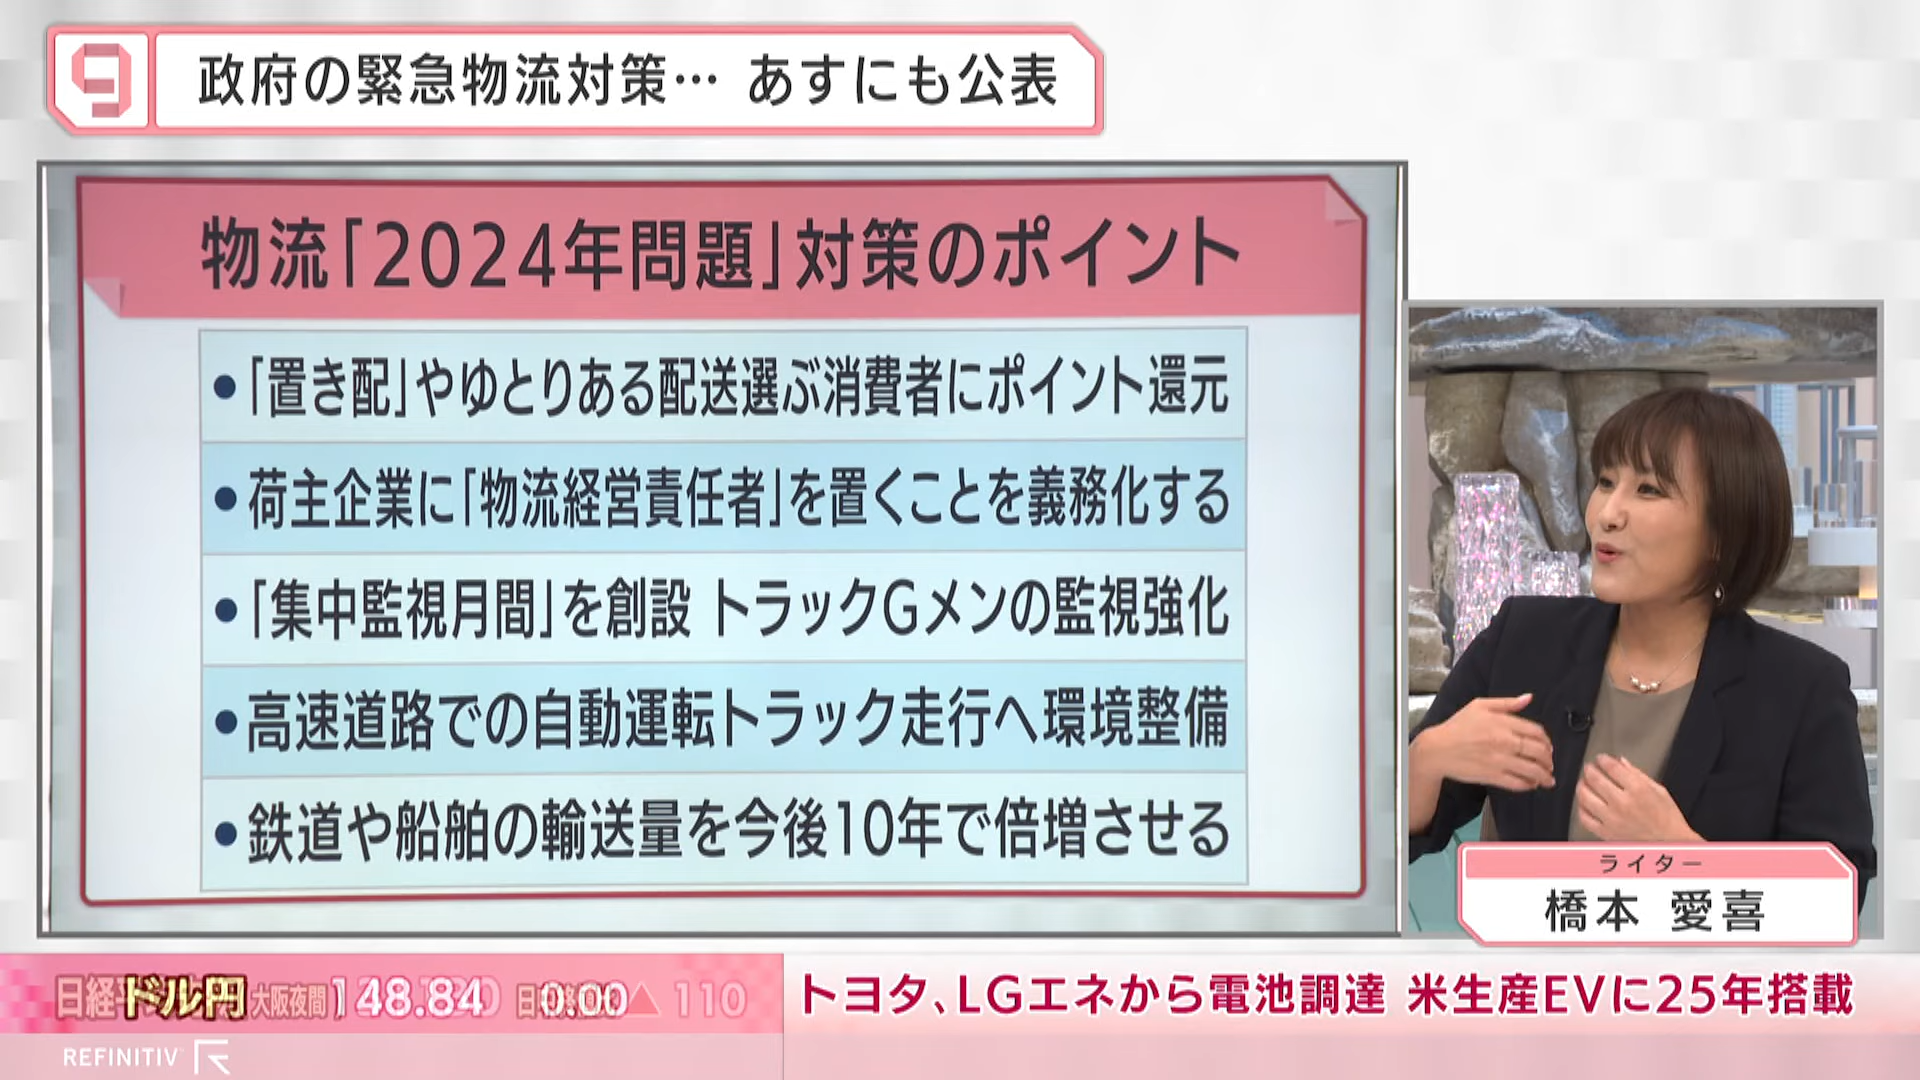 9 政府の緊急物流対策… あすにも公表
物流「2024年問題」対策のポイント
●「置き配」やゆとりある配送選ぶ消費者にポイント還元
●荷主企業に「物流経営責任者」を置くことを義務化する
●「集中監視月間」を創設 トラックGメンの監視強化
●高速道路での自動運転トラック走行へ環境整備
●鉄道や船舶の輸送量を今後10年で倍増させる
ライター
橋本 愛喜
ドル円 大阪夜間 148.84 0.00 ▲ 110
トヨタ、LGエネから電池調達 米生産EVに25年搭載
REFINITIV